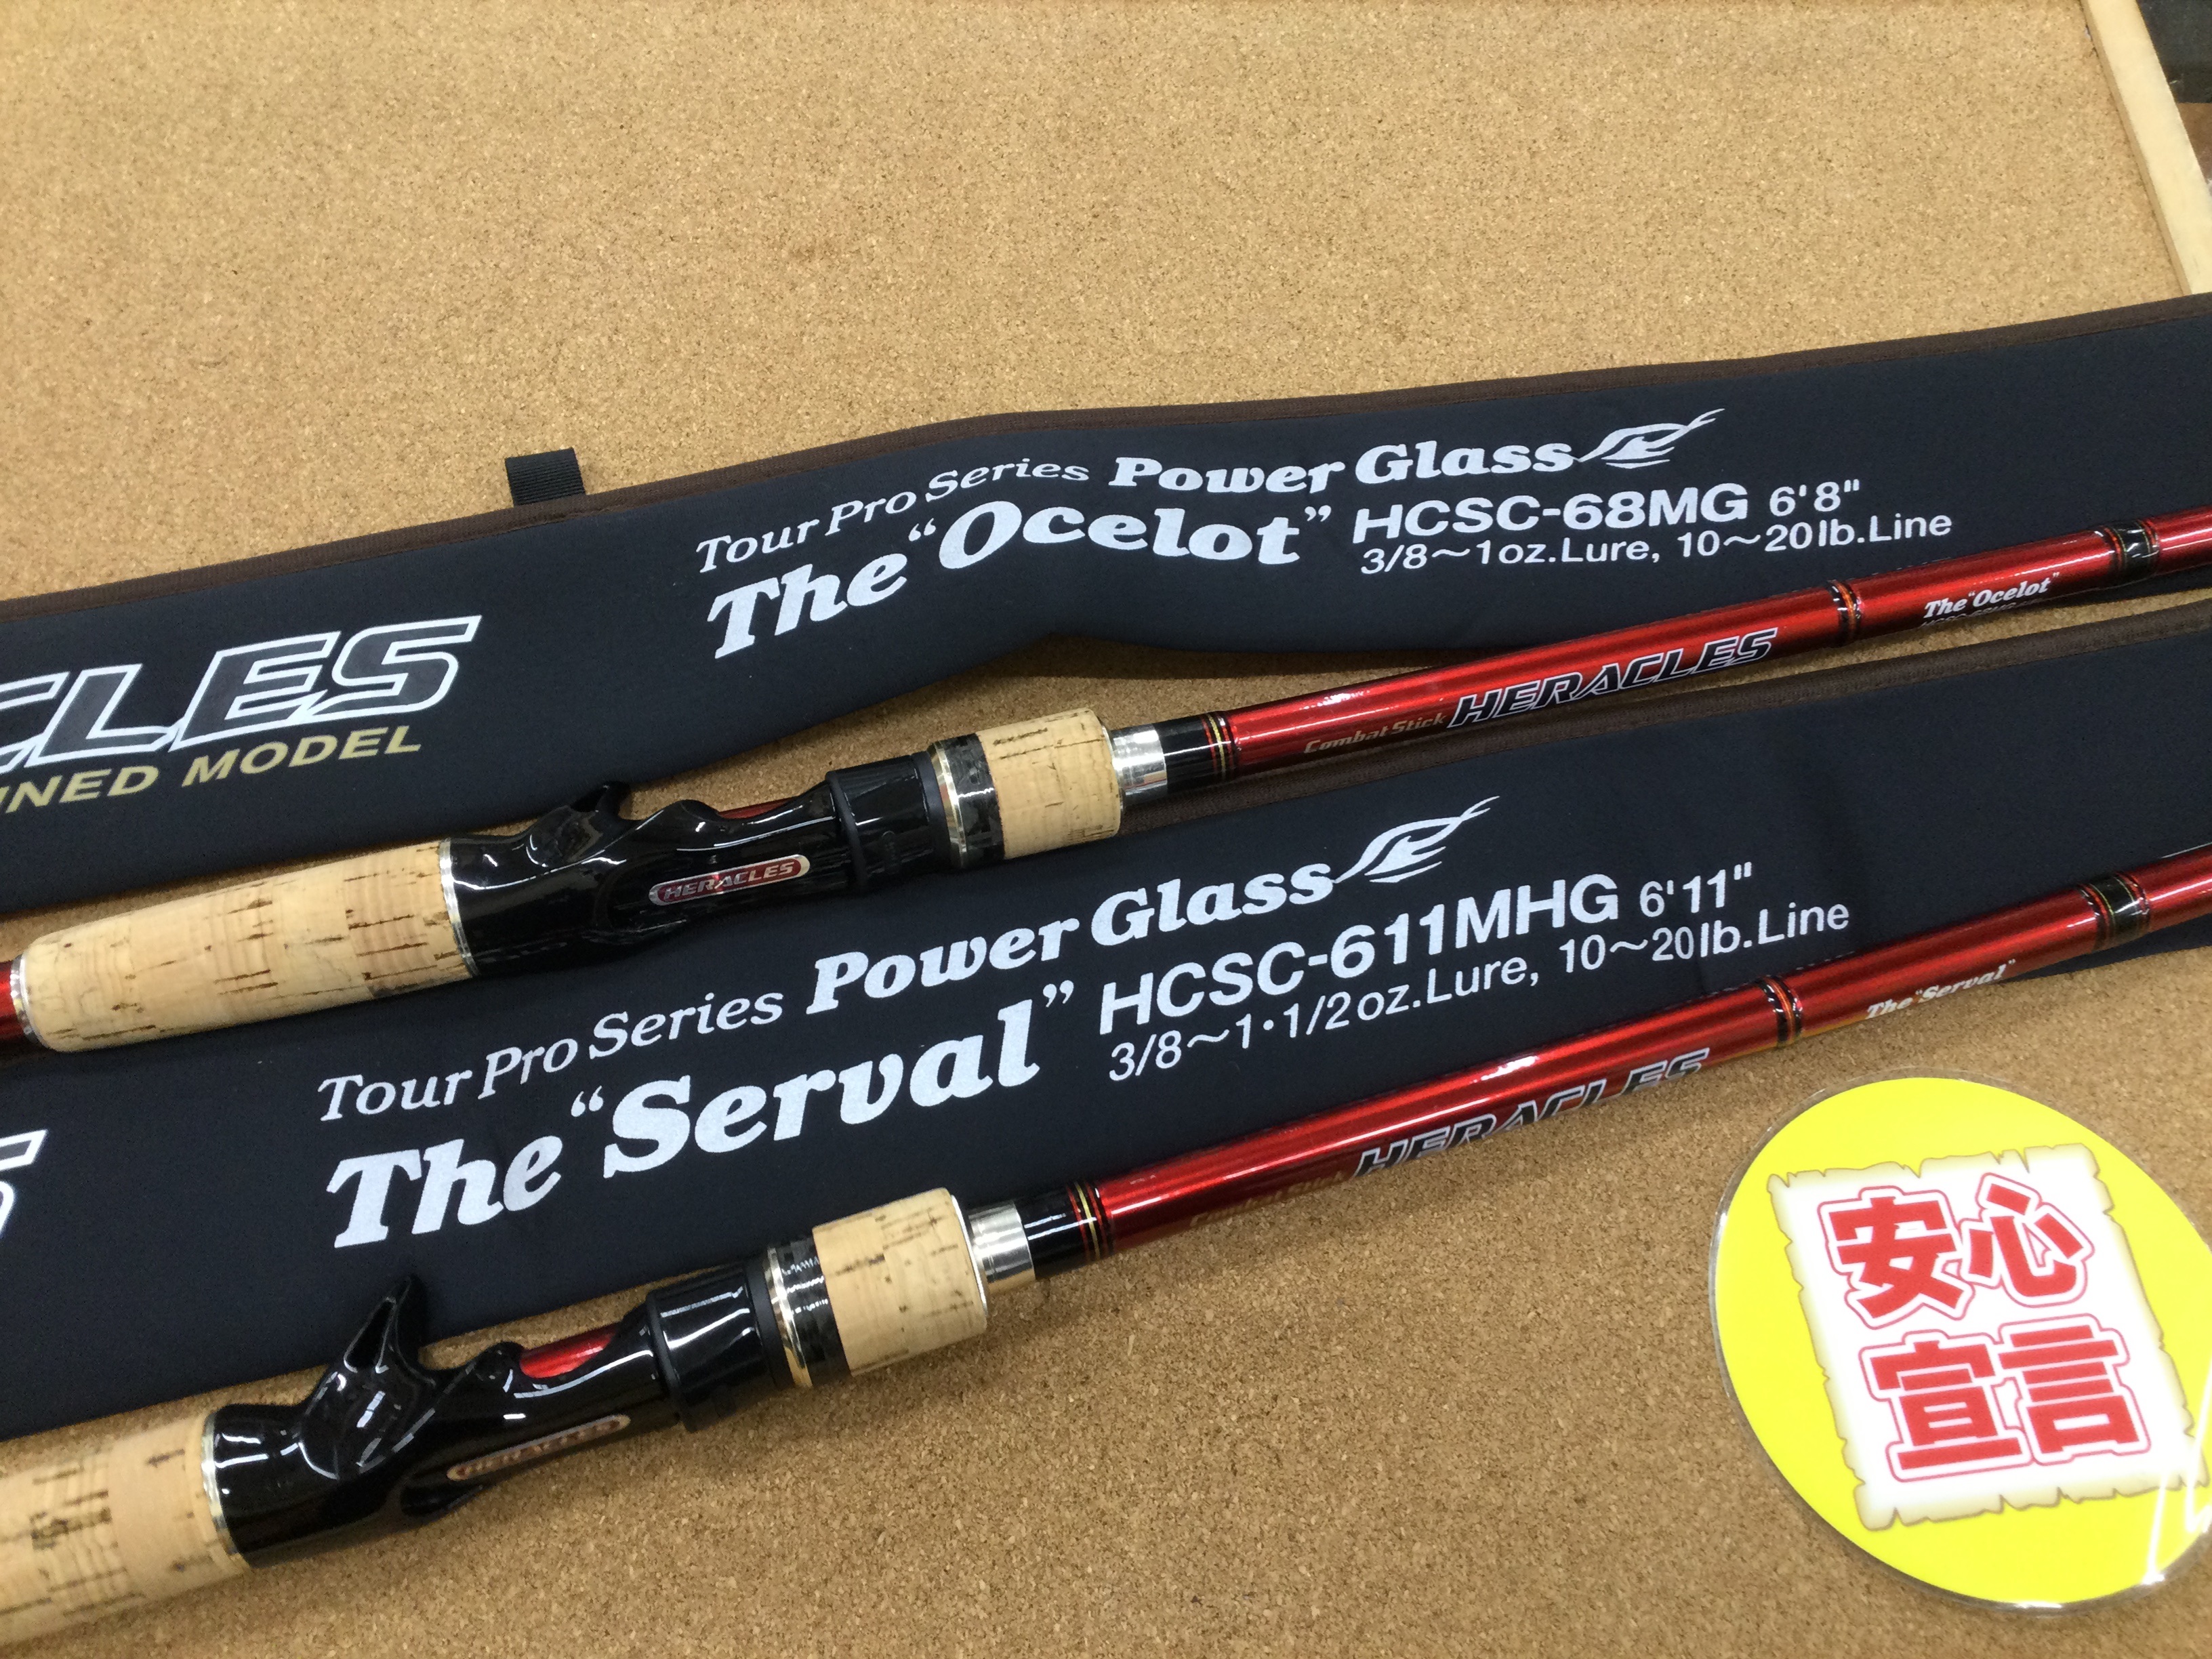 Tour Pro Series Power Glass
The "Ocelot" HCSC-68MG 6'8"
3/8～1oz.Lure, 10～20lb.Line
CLES
INED MODEL
The "Ocelot"
Combat Stick HERACLES
HERACLES
Tour Pro Series Power Glass
The "Serval" HCSC-611MHG 6'11"
3/8～1・1/2oz.Lure, 10～20lb.Line
The "Serval"
HERACLES
HERACLES
安心
宣言